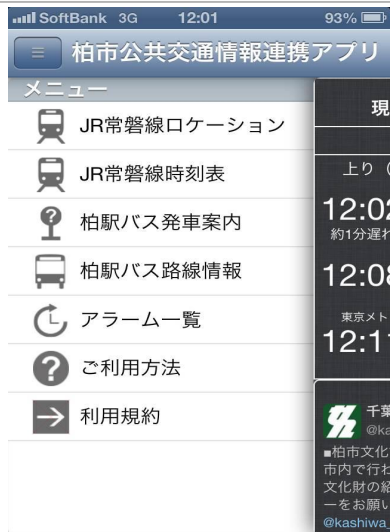 SoftBank 3G 12:01 93%
柏市公共交通情報連携アプリ
メニュー
JR常磐線ロケーション
JR常磐線時刻表
柏駅バス発車案内
柏駅バス路線情報
アラーム一覧
ご利用方法
利用規約
現
上り（
12:02
約1分遅れ
12:08
東京メト
12:11
千葉
@ka
■柏市文化
市内で行わ
文化財の紹
ーをお願い
@kashiwa